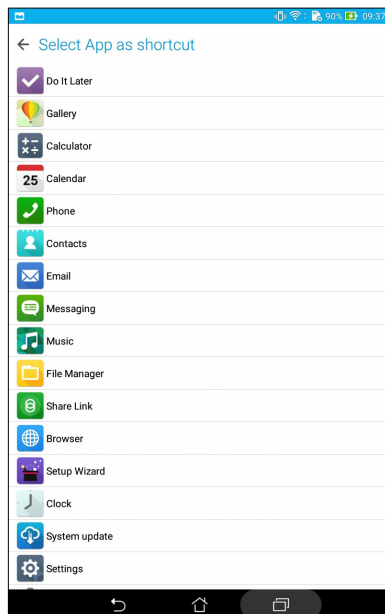 90% 09:37
Select App as shortcut
Do It Later
Gallery
Calculator
25 Calendar
Phone
Contacts
Email
Messaging
Music
File Manager
Share Link
Browser
Setup Wizard
Clock
System update
Settings